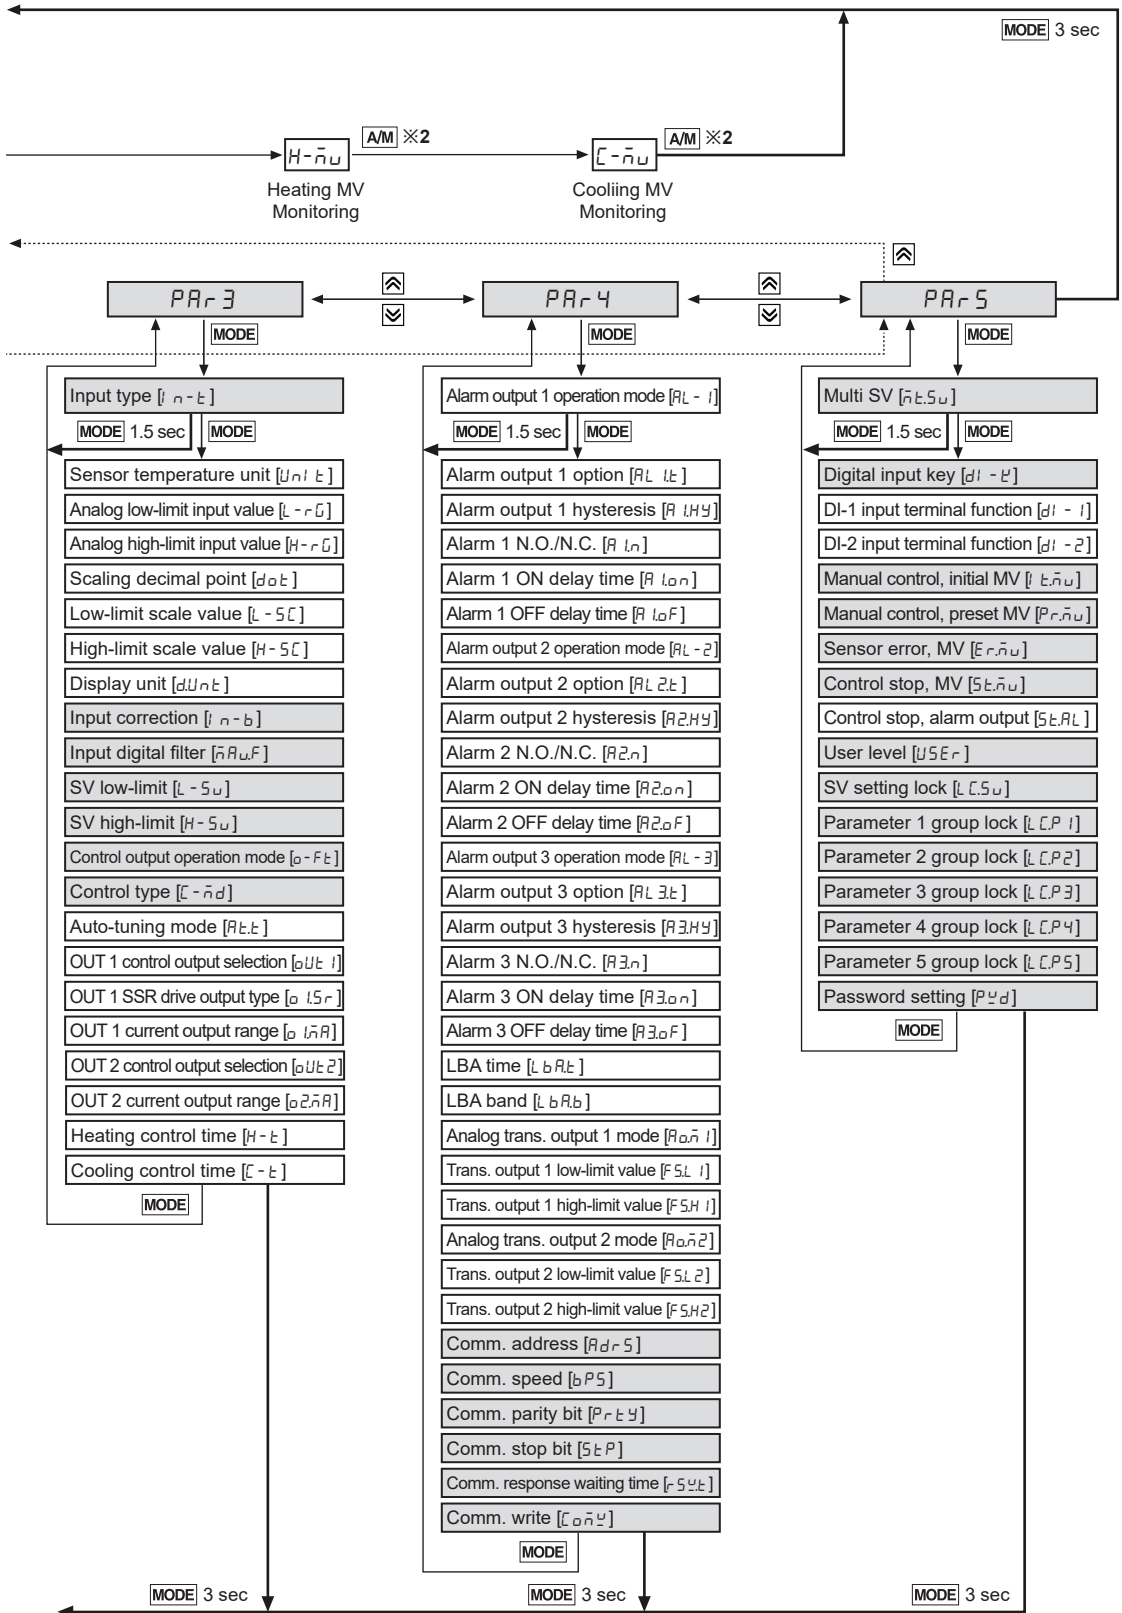 MODE 3 sec
A/M ※2
A/M ※2
H-mv
C-mv
Heating MV
Monitoring
Cooliing MV
Monitoring
PAr3
PAr4
PAr5
MODE
MODE
MODE
Input type [In-t]
MODE 1.5 sec MODE
Sensor temperature unit [UnIt]
Analog low-limit input value [L-rG]
Analog high-limit input value [H-rG]
Scaling decimal point [dot]
Low-limit scale value [L-SC]
High-limit scale value [H-SC]
Display unit [d.Unt]
Input correction [In-b]
Input digital filter [mAv.F]
SV low-limit [L-Sv]
SV high-limit [H-Sv]
Control output operation mode [o-Ft]
Control type [C-md]
Auto-tuning mode [At.t]
OUT 1 control output selection [oUt1]
OUT 1 SSR drive output type [o1.Sr]
OUT 1 current output range [o1.mA]
OUT 2 control output selection [oUt2]
OUT 2 current output range [o2.mA]
Heating control time [H-t]
Cooling control time [C-t]
MODE
MODE 3 sec
Alarm output 1 operation mode [AL-1]
MODE 1.5 sec MODE
Alarm output 1 option [AL1.t]
Alarm output 1 hysteresis [A1.HY]
Alarm 1 N.O./N.C. [A1.n]
Alarm 1 ON delay time [A1.on]
Alarm 1 OFF delay time [A1.oF]
Alarm output 2 operation mode [AL-2]
Alarm output 2 option [AL2.t]
Alarm output 2 hysteresis [A2.HY]
Alarm 2 N.O./N.C. [A2.n]
Alarm 2 ON delay time [A2.on]
Alarm 2 OFF delay time [A2.oF]
Alarm output 3 operation mode [AL-3]
Alarm output 3 option [AL3.t]
Alarm output 3 hysteresis [A3.HY]
Alarm 3 N.O./N.C. [A3.n]
Alarm 3 ON delay time [A3.on]
Alarm 3 OFF delay time [A3.oF]
LBA time [LbA.t]
LBA band [LbA.b]
Analog trans. output 1 mode [Ao.m1]
Trans. output 1 low-limit value [FS.L1]
Trans. output 1 high-limit value [FS.H1]
Analog trans. output 2 mode [Ao.m2]
Trans. output 2 low-limit value [FS.L2]
Trans. output 2 high-limit value [FS.H2]
Comm. address [AdrS]
Comm. speed [bPS]
Comm. parity bit [PrtY]
Comm. stop bit [StP]
Comm. response waiting time [rSW.t]
Comm. write [ComW]
MODE
MODE 3 sec
Multi SV [mt.Sv]
MODE 1.5 sec MODE
Digital input key [dI-K]
DI-1 input terminal function [dI-1]
DI-2 input terminal function [dI-2]
Manual control, initial MV [It.mv]
Manual control, preset MV [Pr.mv]
Sensor error, MV [Er.mv]
Control stop, MV [St.mv]
Control stop, alarm output [St.AL]
User level [USEr]
SV setting lock [LC.Sv]
Parameter 1 group lock [LC.P1]
Parameter 2 group lock [LC.P2]
Parameter 3 group lock [LC.P3]
Parameter 4 group lock [LC.P4]
Parameter 5 group lock [LC.P5]
Password setting [PWd]
MODE
MODE 3 sec